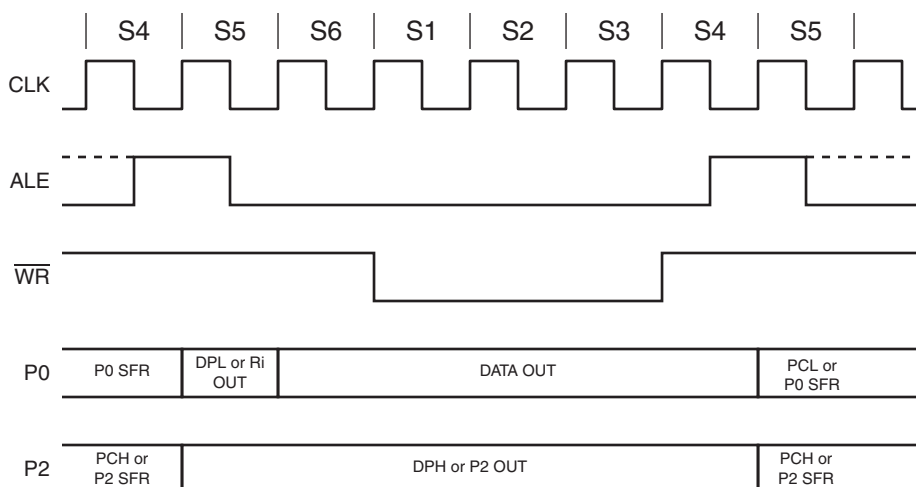 S4 S5 S6 S1 S2 S3 S4 S5
CLK
ALE
WR
P0 P0 SFR DPL or Ri OUT DATA OUT PCL or P0 SFR
P2 PCH or P2 SFR DPH or P2 OUT PCH or P2 SFR